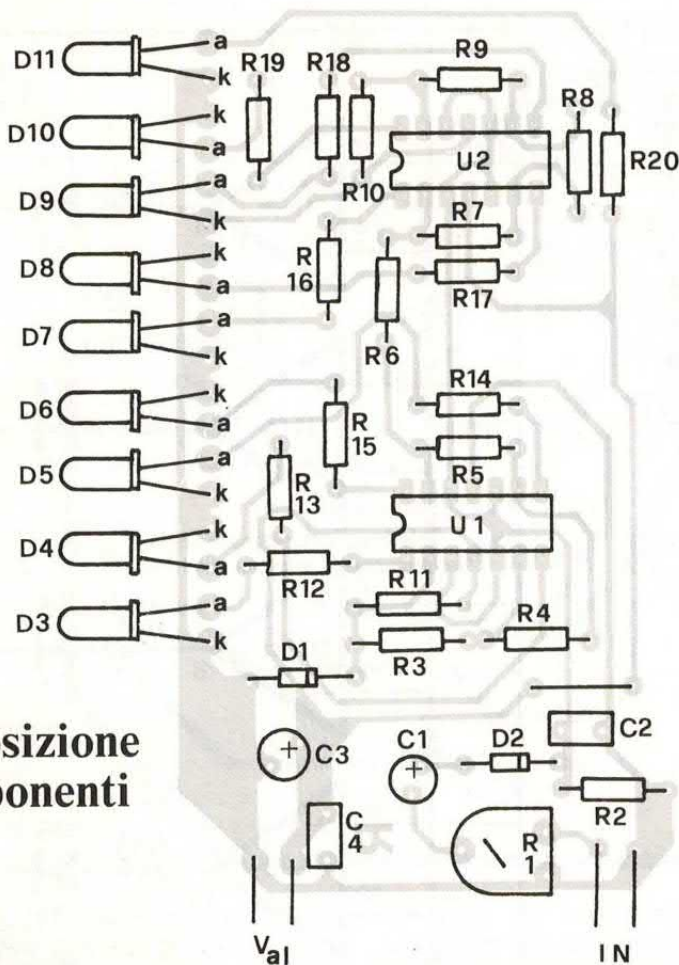 D11
a
k
R19
R18
R9
R8
D10
k
a
R10
U2
R20
D9
a
k
R7
D8
k
a
R
16
R17
D7
a
k
R6
D6
k
a
R14
R
15
D5
a
k
R5
R
13
U1
D4
k
a
R12
R11
D3
a
k
R3
R4
D1
C2
sizione
C3
C1
D2
ponenti
C
4
R
1
R2
Val
IN